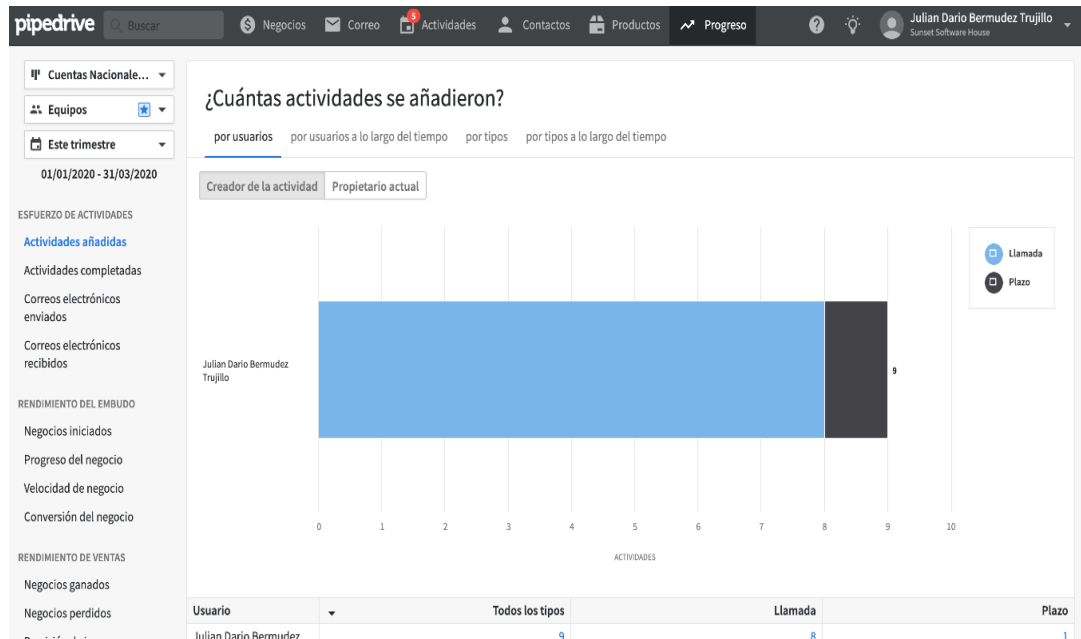 pipedrive
Buscar
Negocios
Correo
5
Actividades
Contactos
Productos
Progreso
?
Julian Dario Bermudez Trujillo
Sunset Software House
Cuentas Nacionale...
Equipos
Este trimestre
01/01/2020 - 31/03/2020
ESFUERZO DE ACTIVIDADES
Actividades añadidas
Actividades completadas
Correos electrónicos
enviados
Correos electrónicos
recibidos
RENDIMIENTO DEL EMBUDO
Negocios iniciados
Progreso del negocio
Velocidad de negocio
Conversión del negocio
RENDIMIENTO DE VENTAS
Negocios ganados
Negocios perdidos
¿Cuántas actividades se añadieron?
por usuarios por usuarios a lo largo del tiempo por tipos por tipos a lo largo del tiempo
Creador de la actividad Propietario actual
Llamada
Plazo
Julian Dario Bermudez
Trujillo
9
0 1 2 3 4 5 6 7 8 9 10
ACTIVIDADES
Usuario Todos los tipos Llamada Plazo
Julian Dario Bermudez 9 8 1